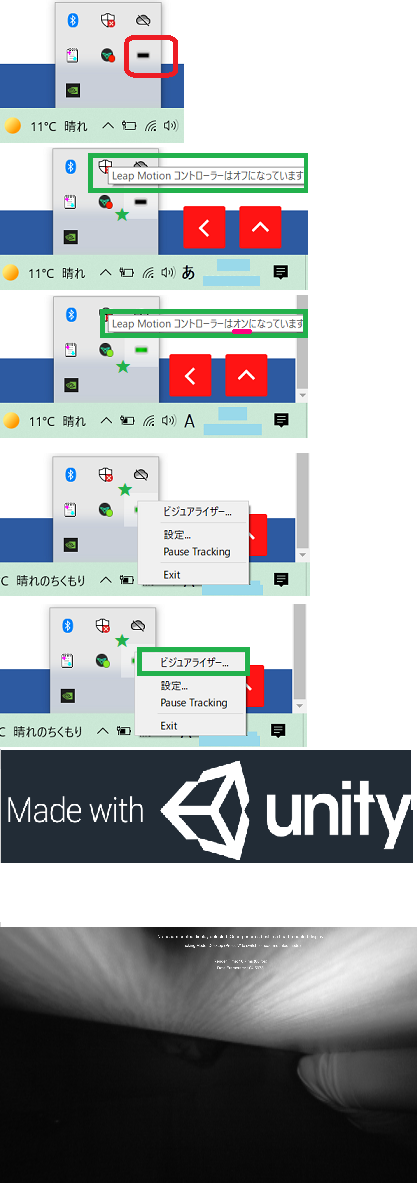 11°C 晴れ
Leap Motion コントローラーはオフになっています
11°C 晴れ
あ
Leap Motion コントローラーはオンになっています
11°C 晴れ
A
ビジュアライザー...
設定...
Pause Tracking
Exit
C 晴れのちくもり
ビジュアライザー...
設定...
Pause Tracking
Exit
C 晴れのちくもり
Made with unity